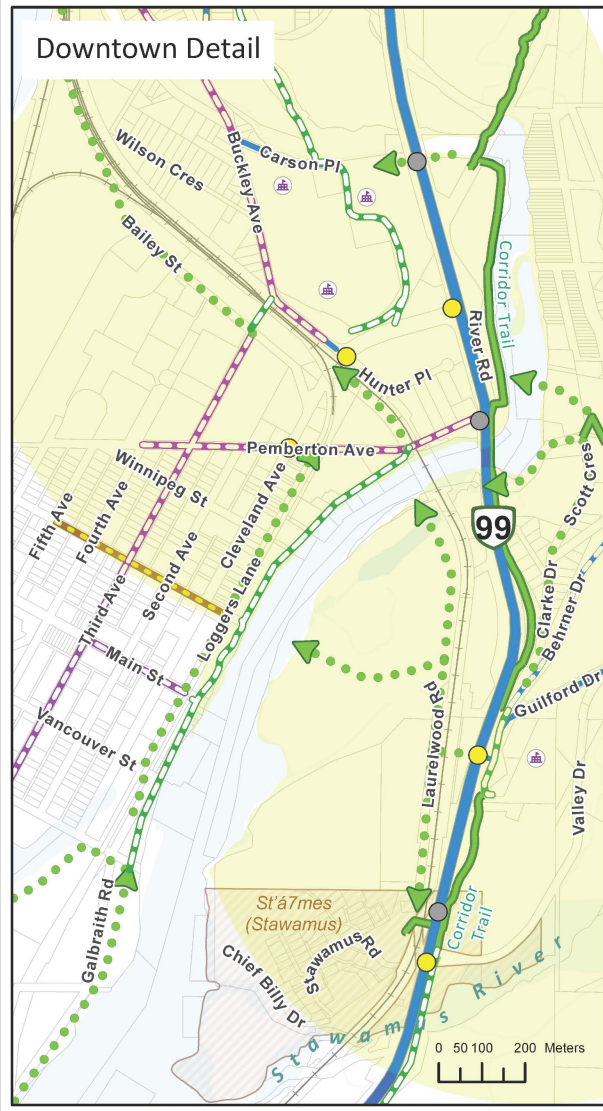 Downtown Detail
Wilson Cres
Buckley Ave
Carson Pl
Bailey St
Corridor Trail
River Rd
Hunter Pl
Pemberton Ave
Winnipeg St
Cleveland Ave
Scott Cres
99
Fifth Ave
Fourth Ave
Second Ave
Third Ave
Loggers Lane
Clarke Dr
Behrner Dr
Main St
Guilford Dr
Vancouver St
Laurelwood Rd
Valley Dr
Galbraith Rd
St'á7mes
(Stawamus)
Stawamus Rd
Chief Billy Dr
Corridor
Trail
Stawamus River
0 50 100 200 Meters